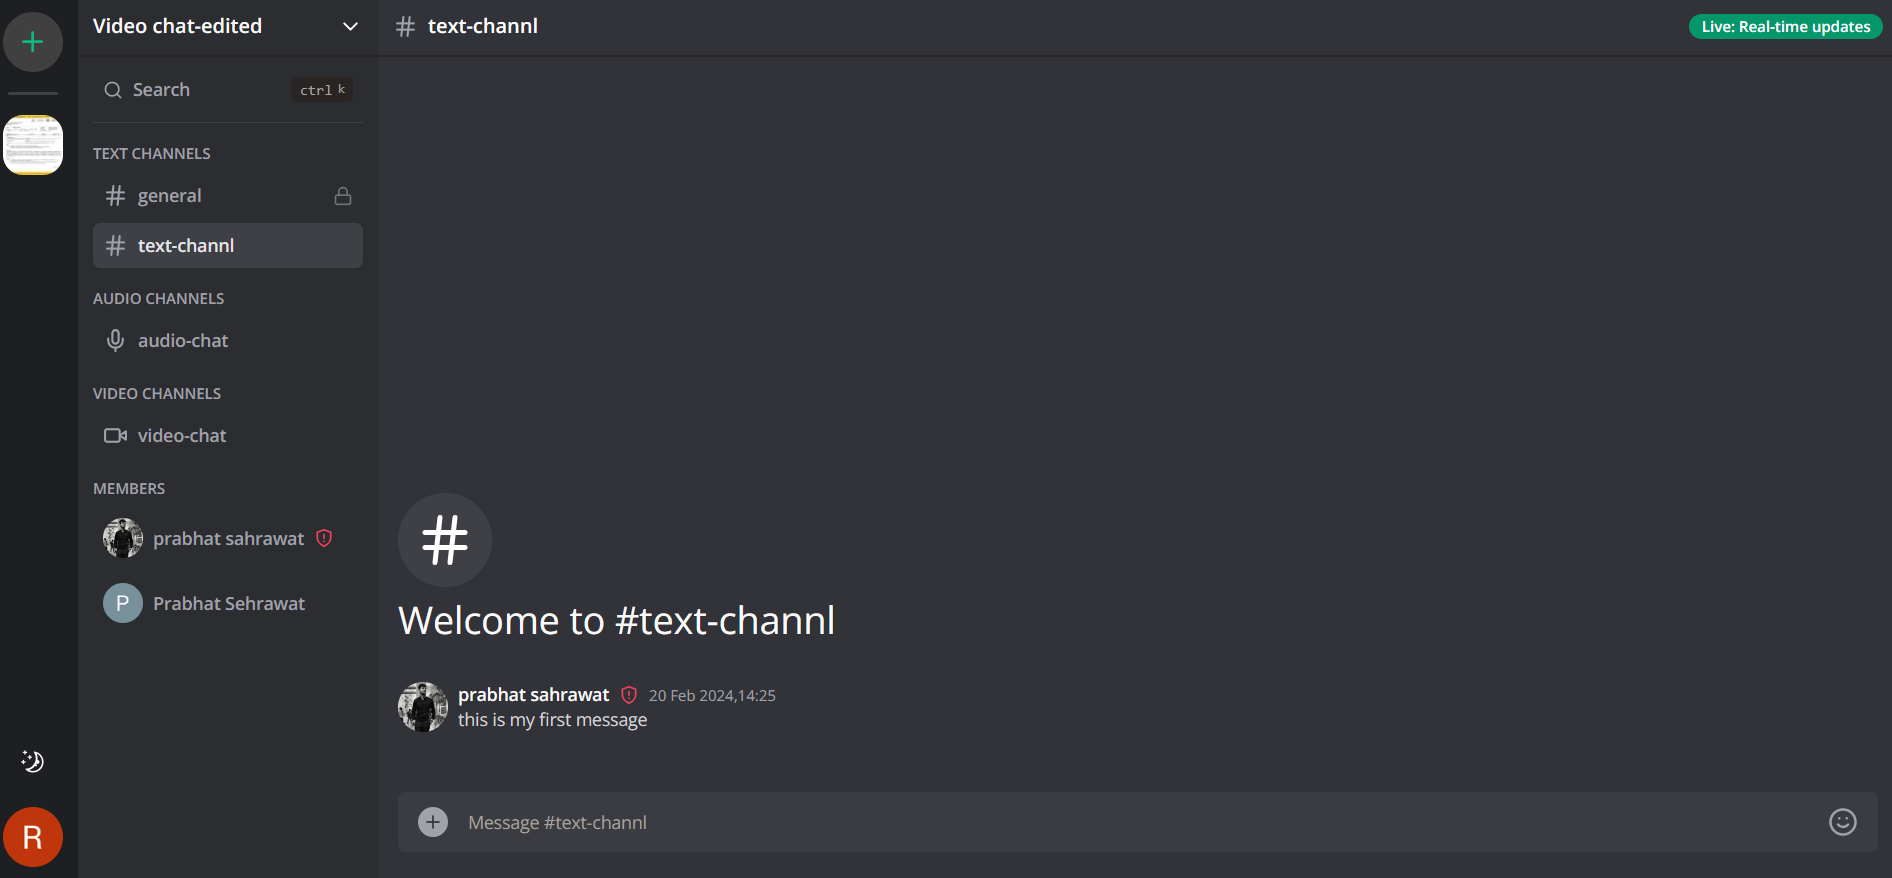 Video chat-edited
Search
ctrl k
TEXT CHANNELS
general
text-channl
AUDIO CHANNELS
audio-chat
VIDEO CHANNELS
video-chat
MEMBERS
prabhat sahrawat
P
Prabhat Sehrawat
R
# text-channl
Live: Real-time updates
#
Welcome to #text-channl
prabhat sahrawat 20 Feb 2024,14:25
this is my first message
Message #text-channl